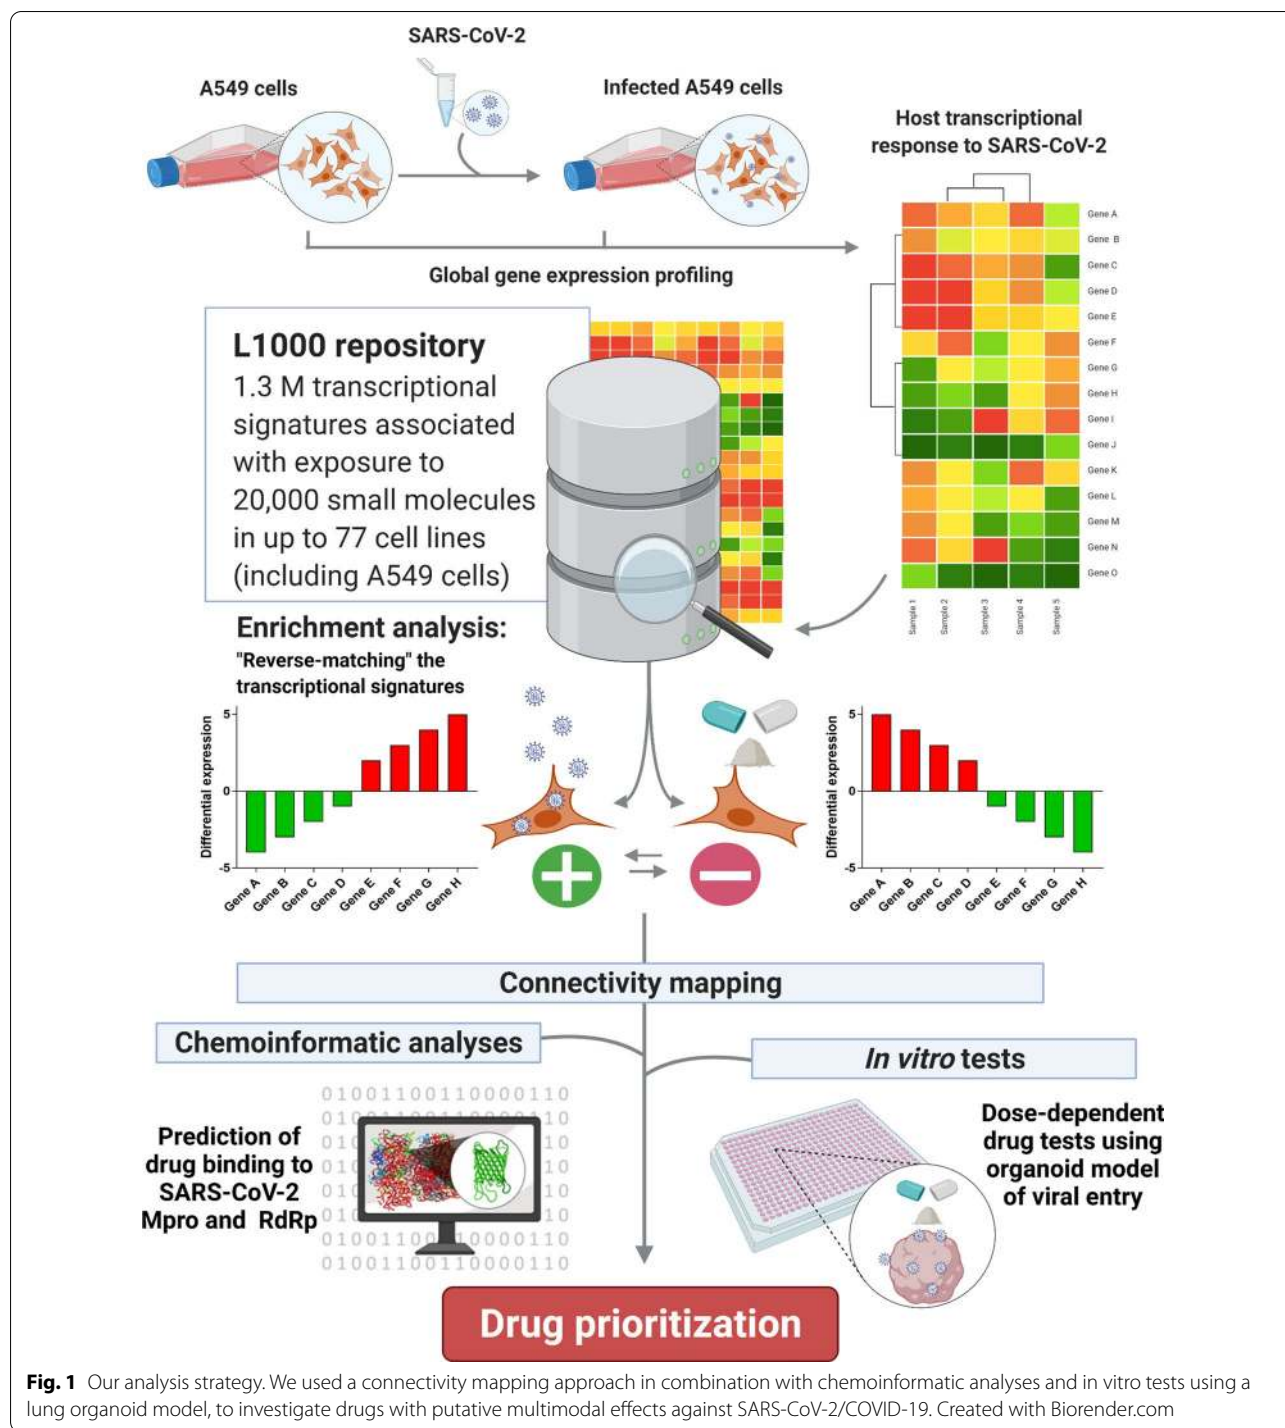 SARS-CoV-2
A549 cells
Infected A549 cells
Host transcriptional
response to SARS-CoV-2
Gene A
Gene B
Gene C
Gene D
Gene E
Gene F
Gene G
Gene H
Gene I
Gene J
Gene K
Gene L
Gene M
Gene N
Gene O
Sample 1
Sample 2
Sample 3
Sample 4
Sample 5
Global gene expression profiling
L1000 repository
1.3 M transcriptional
signatures associated
with exposure to
20,000 small molecules
in up to 77 cell lines
(including A549 cells)
Enrichment analysis:
"Reverse-matching" the
transcriptional signatures
Differential expression
5
0
-5
Gene A
Gene B
Gene C
Gene D
Gene E
Gene F
Gene G
Gene H
Differential expression
5
0
-5
Gene A
Gene B
Gene C
Gene D
Gene E
Gene F
Gene G
Gene H
Connectivity mapping
Chemoinformatic analyses
In vitro tests
01001100110000110
Prediction of
drug binding to
SARS-CoV-2
Mpro and RdRp
01001100110000110
Dose-dependent
drug tests using
organoid model
of viral entry
Drug prioritization
Fig. 1 Our analysis strategy. We used a connectivity mapping approach in combination with chemoinformatic analyses and in vitro tests using a
lung organoid model, to investigate drugs with putative multimodal effects against SARS-CoV-2/COVID-19. Created with Biorender.com